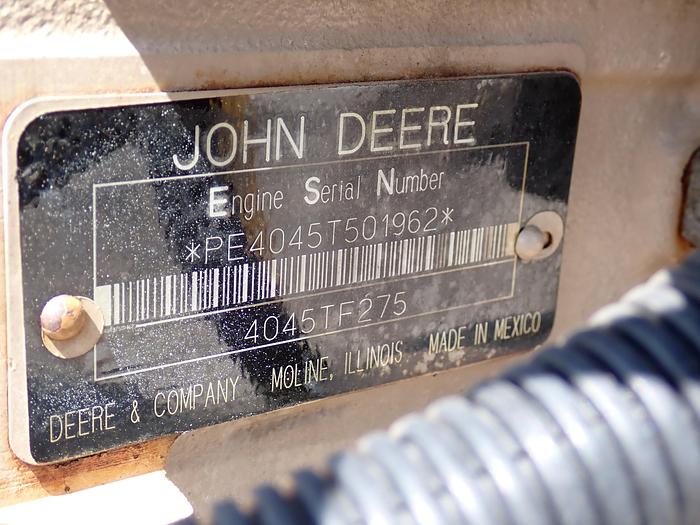 JOHN DEERE
Engine Serial Number
*PE4045T501962*
4045TF275
DEERE & COMPANY MOLINE, ILLINOIS MADE IN MEXICO